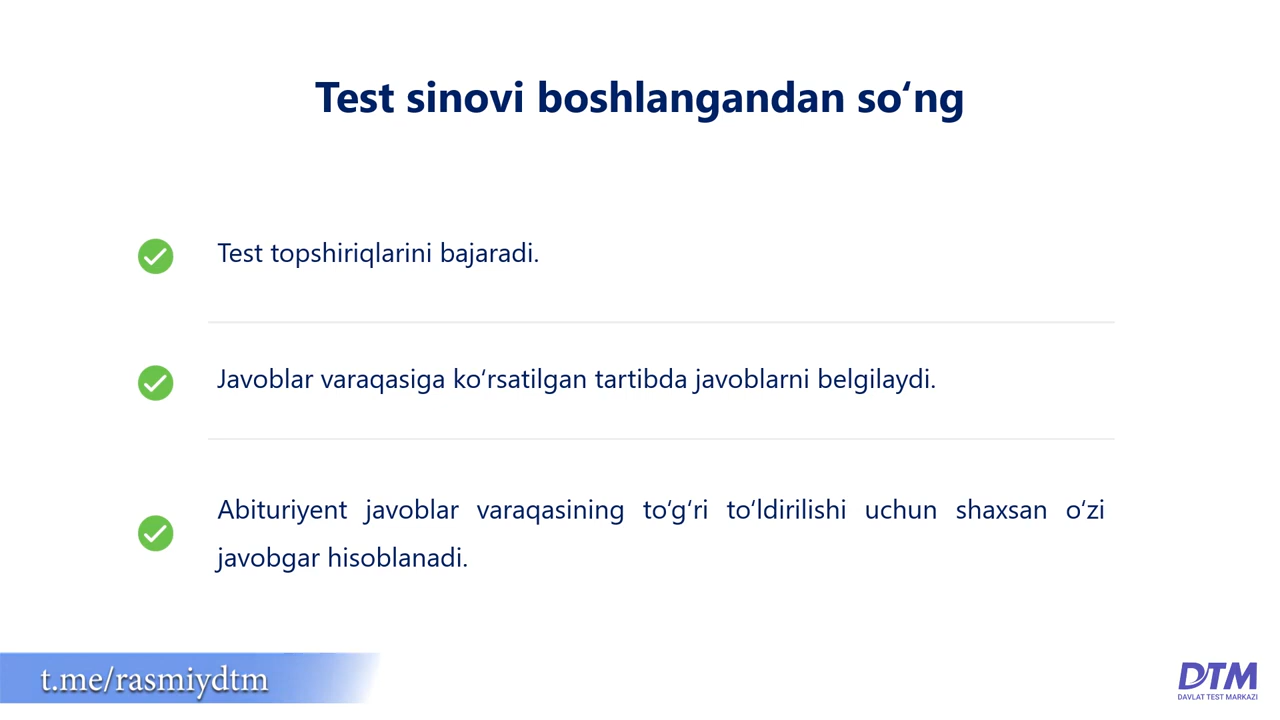 Test sinovi boshlangandan so‘ng
Test topshiriqlarini bajaradi.
Javoblar varaqasiga ko‘rsatilgan tartibda javoblarni belgilaydi.
Abituriyent javoblar varaqasining to‘g‘ri to‘ldirilishi uchun shaxsan o‘zi
javobgar hisoblanadi.
t.me/rasmiydtm
DTM
DAVLAT TEST MARKAZI